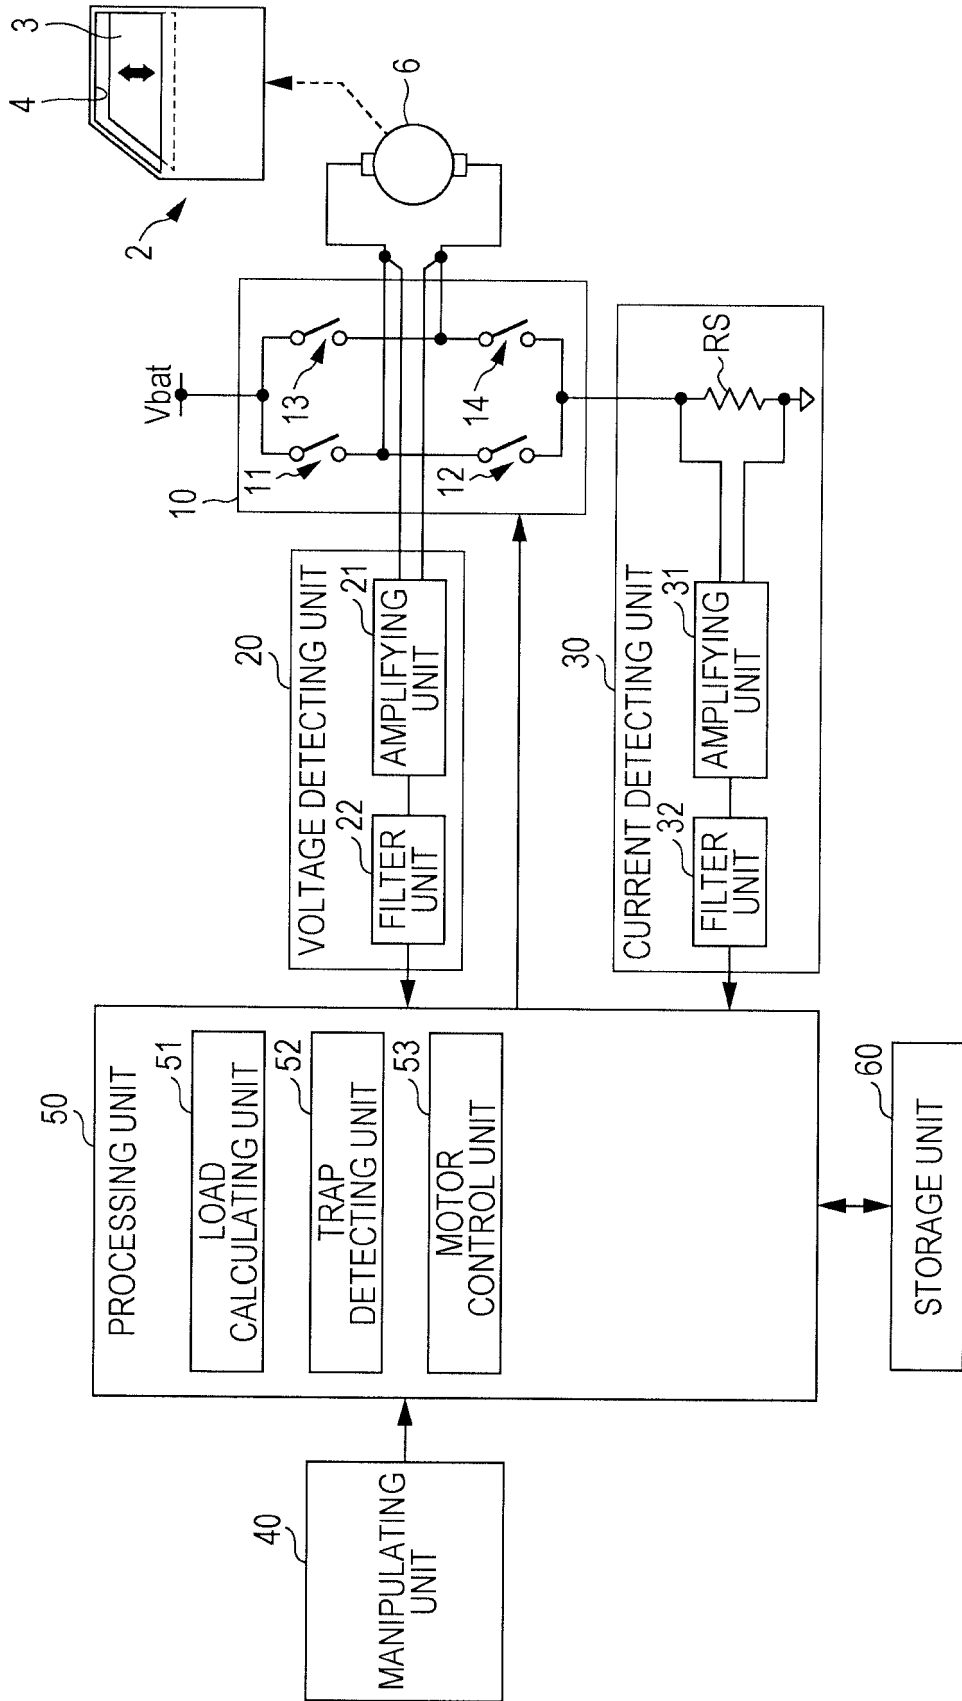 40
MANIPULATING
UNIT
50
PROCESSING UNIT
51
LOAD
CALCULATING UNIT
52
TRAP
DETECTING UNIT
53
MOTOR
CONTROL UNIT
60
STORAGE UNIT
20
VOLTAGE DETECTING UNIT
22
FILTER
UNIT
21
AMPLIFYING
UNIT
30
CURRENT DETECTING UNIT
32
FILTER
UNIT
31
AMPLIFYING
UNIT
RS
10
Vbat
11
13
12
14
2
4
3
6